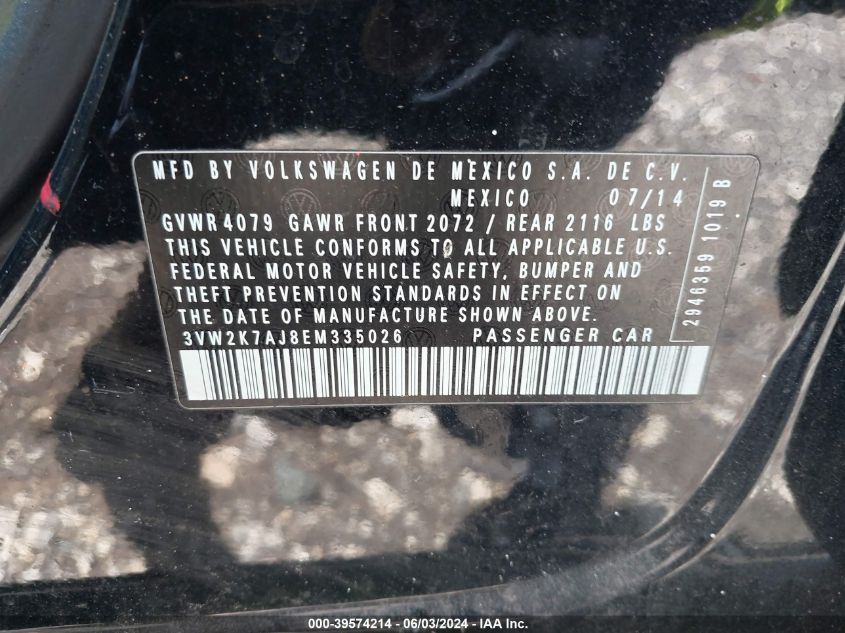 MFD BY VOLKSWAGEN DE MEXICO S.A. DE C.V.
MEXICO 07/14
GVWR 4079 GAWR FRONT 2072 / REAR 2116 LBS
THIS VEHICLE CONFORMS TO ALL APPLICABLE U.S.
FEDERAL MOTOR VEHICLE SAFETY, BUMPER AND
THEFT PREVENTION STANDARDS IN EFFECT ON
THE DATE OF MANUFACTURE SHOWN ABOVE.
3VW2K7AJ8EM335026 PASSENGER CAR
2946359 1019 B
000-39574214 - 06/03/2024 - IAA Inc.